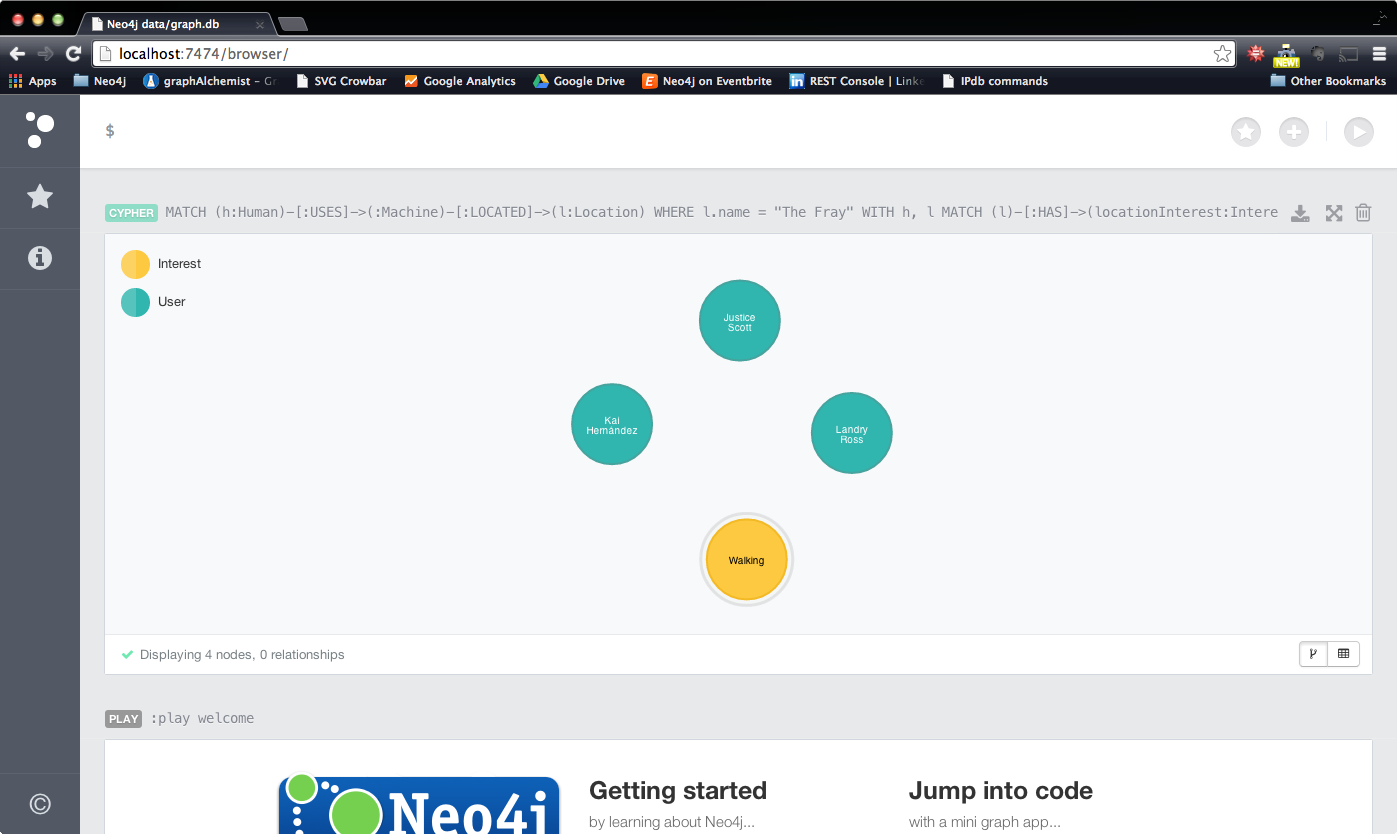 Neo4j data/graph.db
localhost:7474/browser/
Apps Neo4j graphAlchemist – Gr SVG Crowbar Google Analytics Google Drive Neo4j on Eventbrite REST Console | Linke IPdb commands Other Bookmarks
NEW!
$
CYPHER MATCH (h:Human)-[:USES]->(:Machine)-[:LOCATED]->(l:Location) WHERE l.name = "The Fray" WITH h, l MATCH (l)-[:HAS]->(locationInterest:Intere
Interest
User
Justice
Scott
Kai
Hernandez
Landry
Ross
Walking
Displaying 4 nodes, 0 relationships
PLAY :play welcome
Neo4j
Getting started
by learning about Neo4j...
Jump into code
with a mini graph app...
©